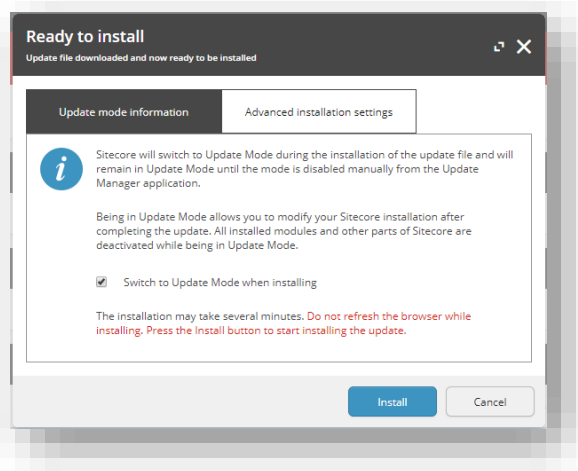 Ready to install
Update file downloaded and now ready to be installed
Update mode information
Advanced installation settings
i
Sitecore will switch to Update Mode during the installation of the update file and will
remain in Update Mode until the mode is disabled manually from the Update
Manager application.
Being in Update Mode allows you to modify your Sitecore installation after
completing the update. All installed modules and other parts of Sitecore are
deactivated while being in Update Mode.
Switch to Update Mode when installing
The installation may take several minutes. Do not refresh the browser while
installing. Press the Install button to start installing the update.
Install
Cancel